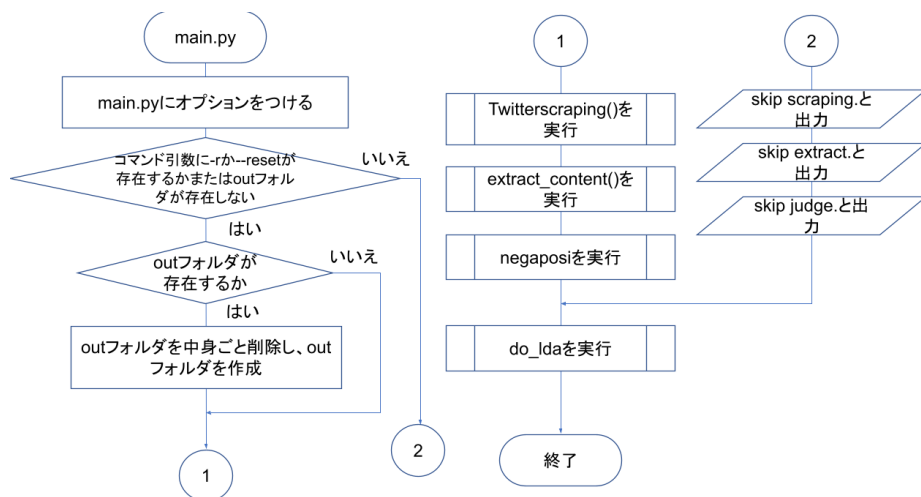 main.py
main.pyにオプションをつける
コマンド引数に-rか--resetが
存在するかまたはoutフォル
ダが存在しない
いいえ
はい
outフォルダが
存在するか
いいえ
はい
outフォルダを中身ごと削除し、out
フォルダを作成
1
2
1
Twitterscraping()を
実行
extract_content()を
実行
negaposiを実行
do_ldaを実行
終了
2
skip scraping.と
出力
skip extract.と
出力
skip judge.と出
力